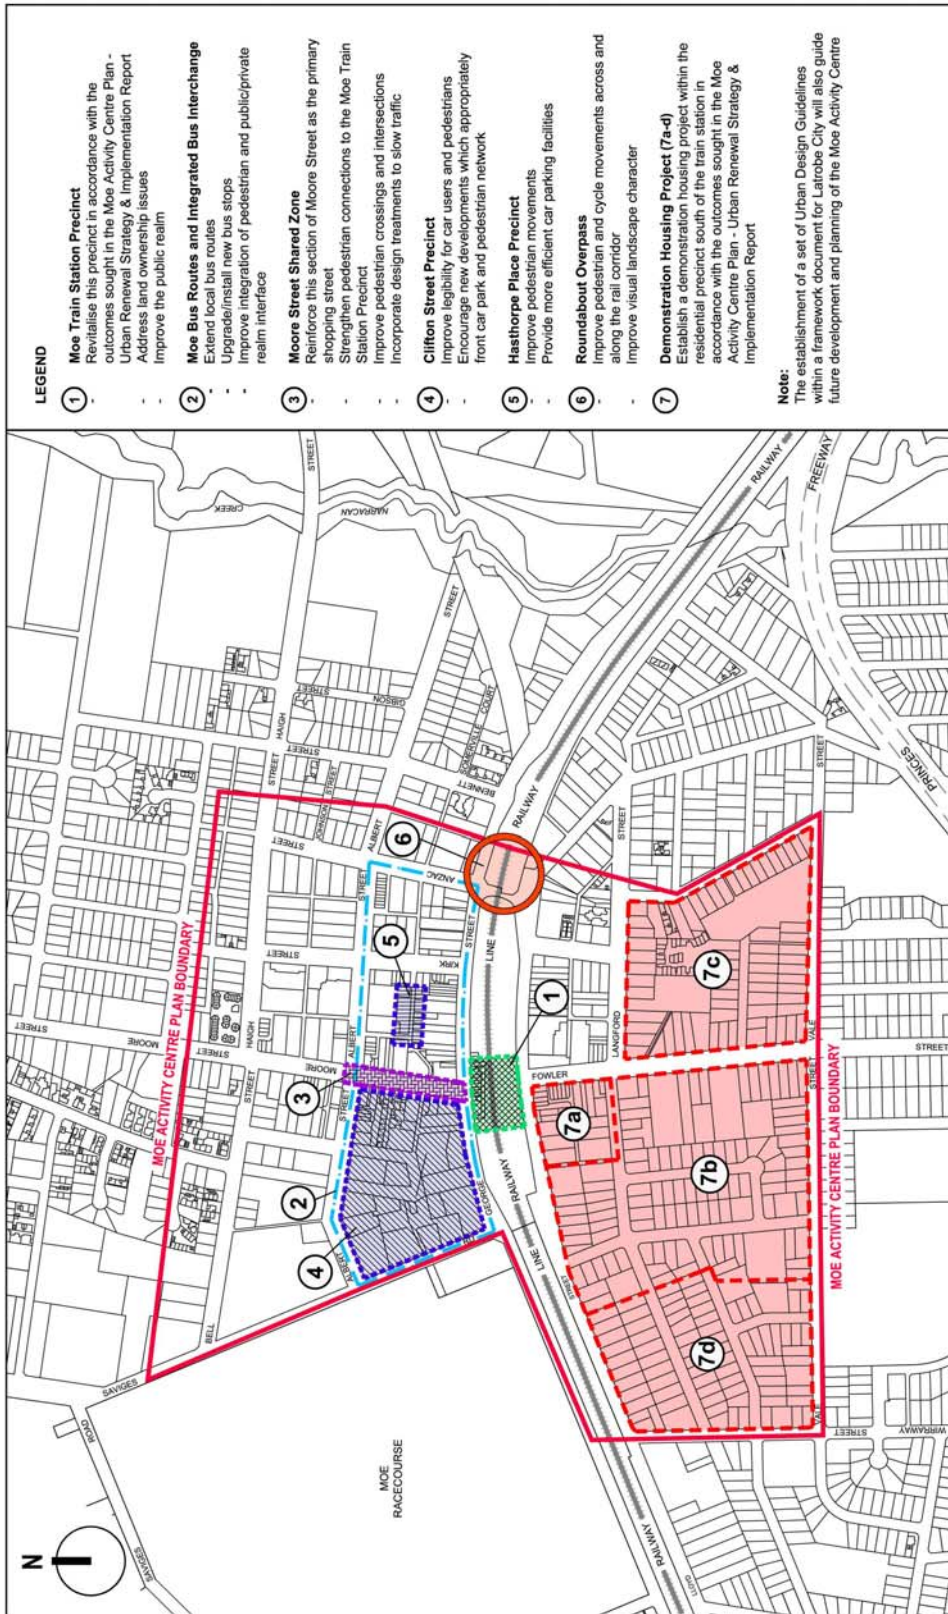 LEGEND
1
Moe Train Station Precinct
- Revitalise this precinct in accordance with the
outcomes sought in the Moe Activity Centre Plan -
Urban Renewal Strategy & Implementation Report
- Address land ownership issues
- Improve the public realm
2
Moe Bus Routes and Integrated Bus Interchange
- Extend local bus routes
- Upgrade/install new bus stops
- Improve integration of pedestrian and public/private
realm interface
3
Moore Street Shared Zone
- Reinforce this section of Moore Street as the primary
shopping street
- Strengthen pedestrian connections to the Moe Train
Station Precinct
- Improve pedestrian crossings and intersections
- Incorporate design treatments to slow traffic
4
Clifton Street Precinct
- Improve legibility for car users and pedestrians
- Encourage new developments which appropriately
front car park and pedestrian network
5
Hasthorpe Place Precinct
- Improve pedestrian movements
- Provide more efficient car parking facilities
6
Roundabout Overpass
- Improve pedestrian and cycle movements across and
along the rail corridor
- Improve visual landscape character
7
Demonstration Housing Project (7a-d)
- Establish a demonstration housing project within the
residential precinct south of the train station in
accordance with the outcomes sought in the Moe
Activity Centre Plan - Urban Renewal Strategy &
Implementation Report
Note:
The establishment of a set of Urban Design Guidelines
within a framework document for Latrobe City will also guide
future development and planning of the Moe Activity Centre
N
SAVIGES
ROAD
SAVIGES
MOE
RACECOURSE
BELL
STREET
MOORE
STREET
MOE ACTIVITY CENTRE PLAN BOUNDARY
HAIGH
STREET
STREET
STREET
HAIGH
STREET
GIBSON
STREET
CREEK
NARRACAN
STREET
JOHNSON STREET
STREET
ALBERT
STREET
ALBERT
STREET
MOORE
ALBERT
STREET
ANZAC
BENNETT
SOMERVILLE COURT
STREET
KIRK
STREET
GEORGE
1
2
3
4
5
6
RAILWAY
LINE
RAILWAY
LINE
RAILWAY
RAILWAY
LLOYD
STREET
FOWLER
LANGFORD
STREET
7a
7b
7c
7d
VALE
STREET
VALE
STREET
STREET
WIRRAWAY
STREET
MOE ACTIVITY CENTRE PLAN BOUNDARY
PRINCES
FREEWAY